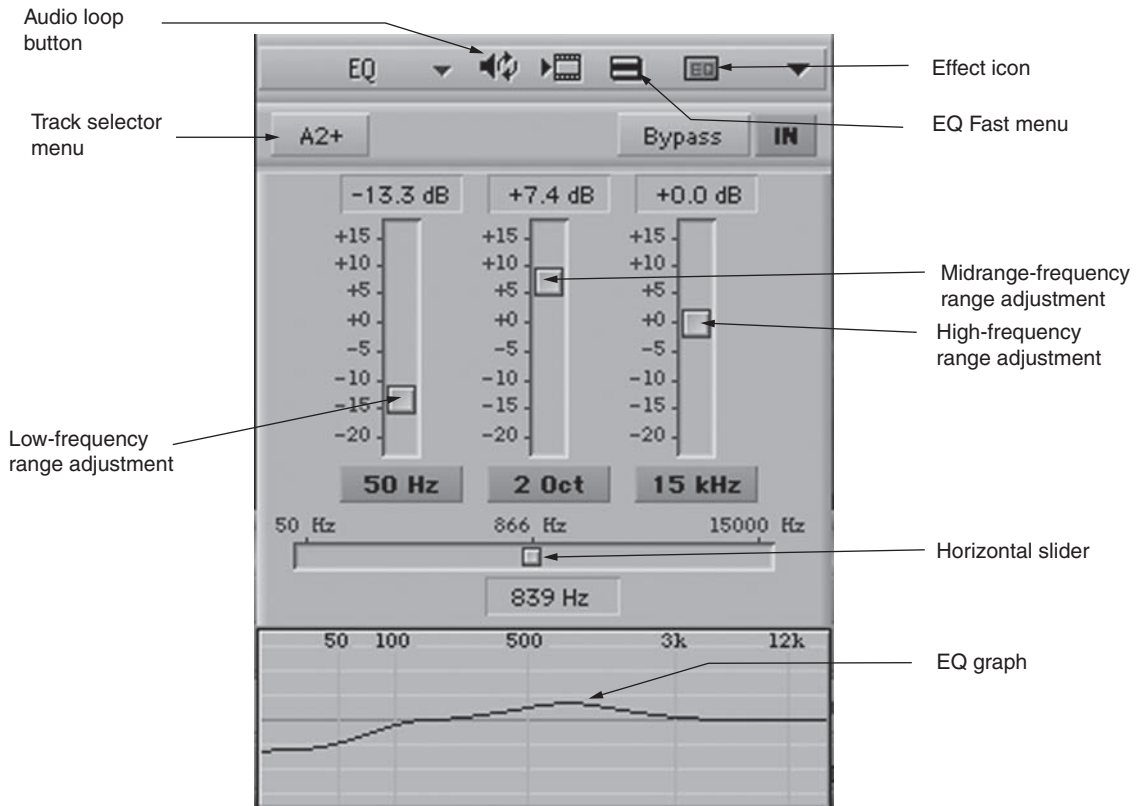 Audio loop
button
EQ
EQ
Effect icon
EQ Fast menu
Track selector
menu
A2+
Bypass
IN
-13.3 dB
+7.4 dB
+0.0 dB
+15
+10
+5
+0
-5
-10
-15
-20
+15
+10
+5
+0
-5
-10
-15
-20
+15
+10
+5
+0
-5
-10
-15
-20
Midrange-frequency
range adjustment
High-frequency
range adjustment
Low-frequency
range adjustment
50 Hz
2 Oct
15 kHz
50 Hz
866 Hz
15000 Hz
Horizontal slider
839 Hz
50 100 500 3k 12k
EQ graph